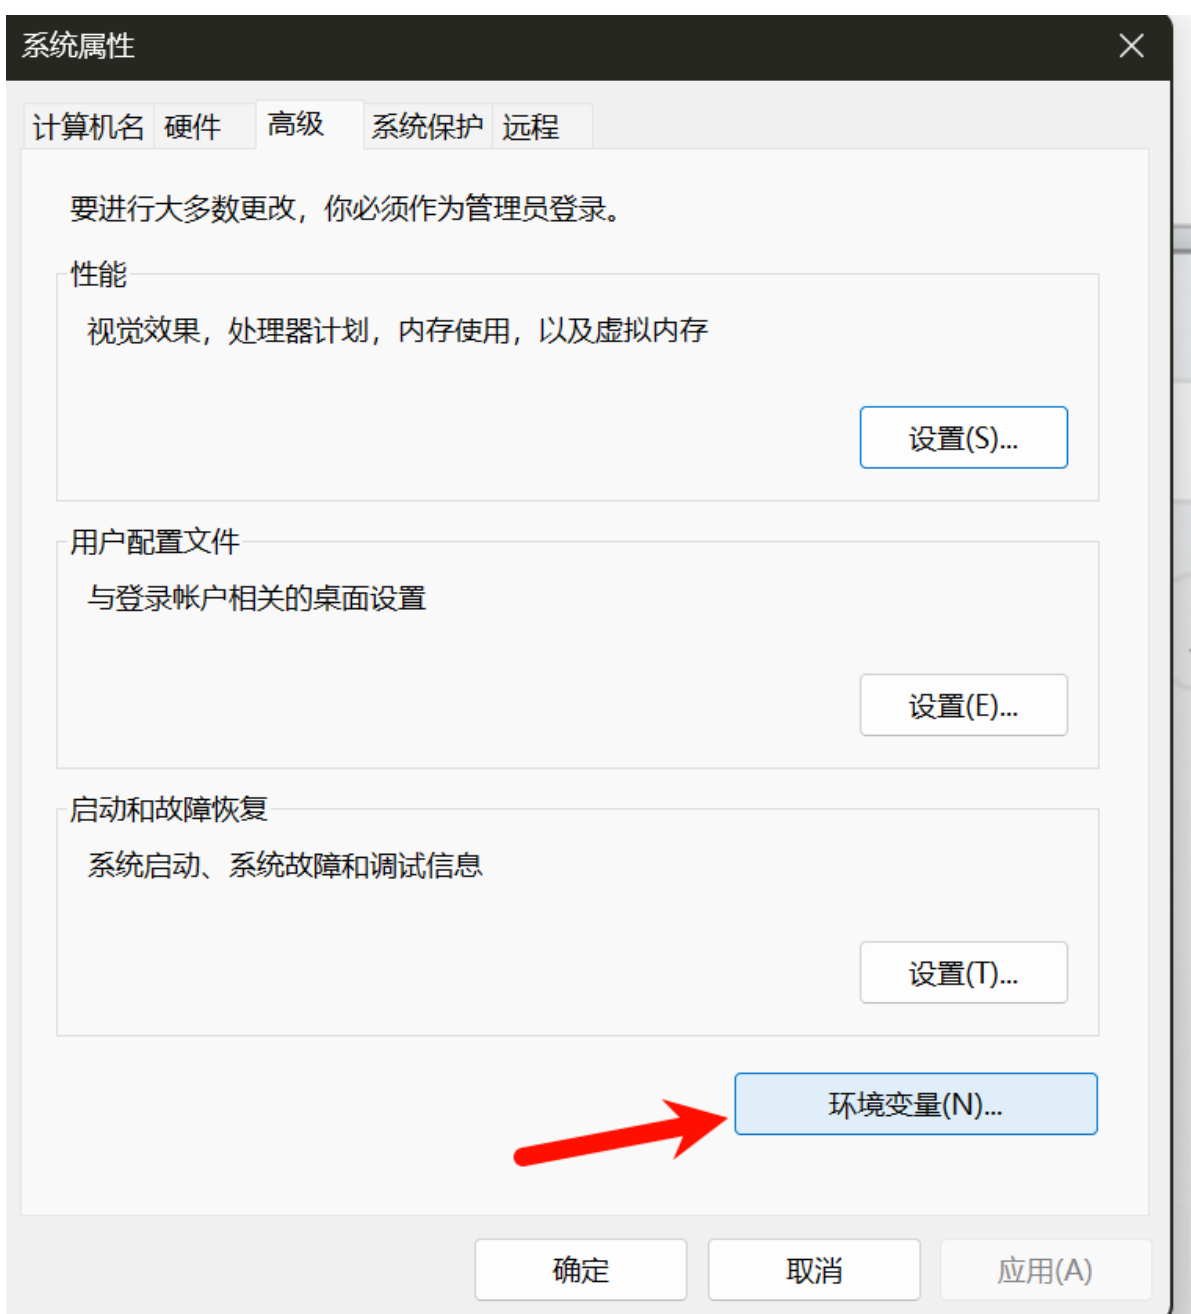 系统属性
计算机名 硬件 高级 系统保护 远程
要进行大多数更改，你必须作为管理员登录。
性能
视觉效果，处理器计划，内存使用，以及虚拟内存
设置(S)...
用户配置文件
与登录帐户相关的桌面设置
设置(E)...
启动和故障恢复
系统启动、系统故障和调试信息
设置(T)...
环境变量(N)...
确定 取消 应用(A)